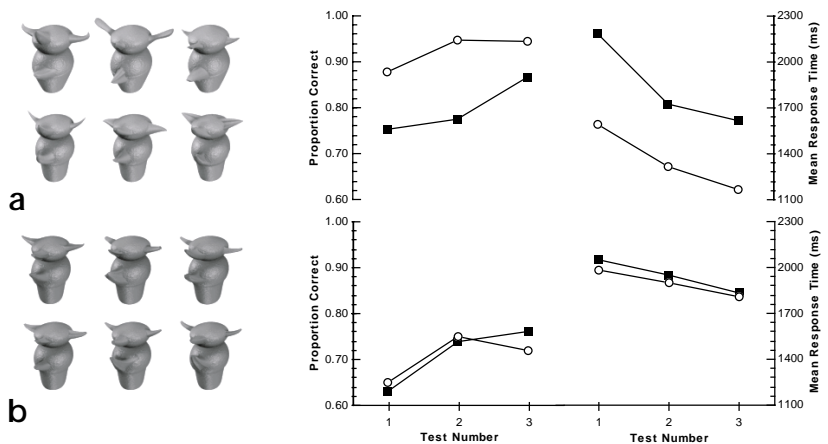 a
1.00
0.90
0.80
0.70
0.60
Proportion Correct
2300
2000
1700
1400
1100
Mean Response Time (ms)
b
1.00
0.90
0.80
0.70
0.60
Proportion Correct
2300
2000
1700
1400
1100
Mean Response Time (ms)
1 2 3
Test Number
1 2 3
Test Number